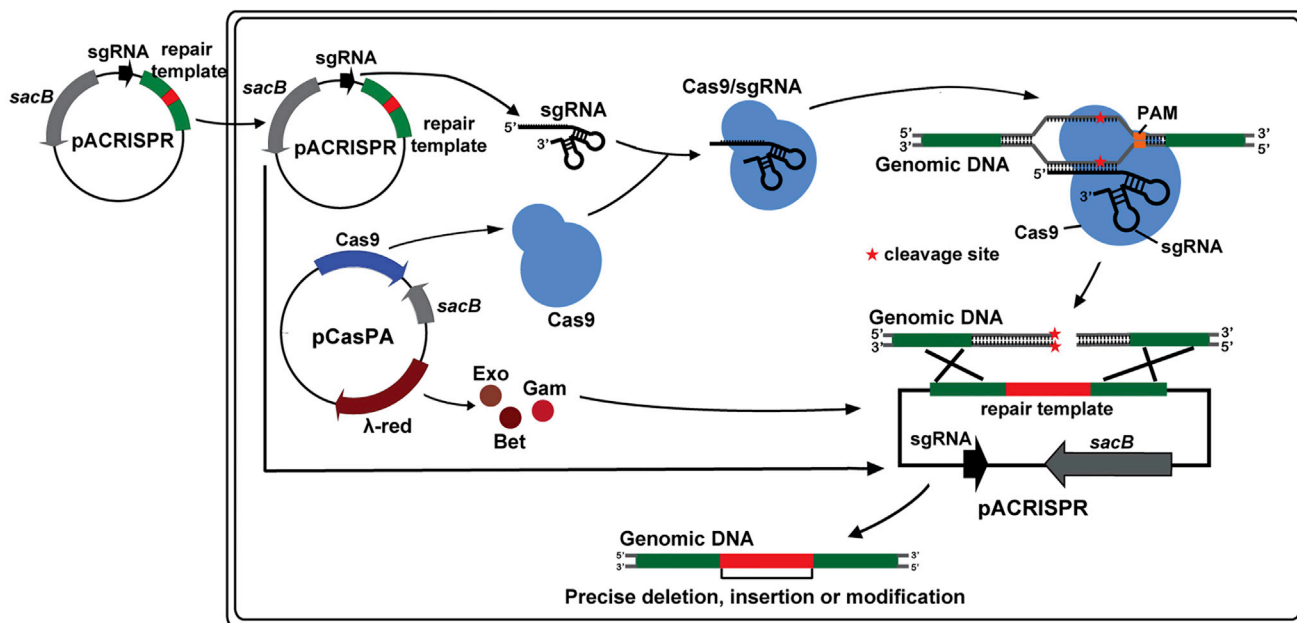 sgRNA
repair
template
sacB
pACRISPR
sgRNA
sacB
pACRISPR
repair
template
sgRNA
5’
3’
Cas9/sgRNA
PAM
5’
3’
3’
5’
Genomic DNA
5’
3’
Cas9
sgRNA
★ cleavage site
Cas9
sacB
pCasPA
λ-red
Cas9
Exo
Gam
Bet
Genomic DNA
5’
3’
3’
5’
repair template
sgRNA
sacB
pACRISPR
Genomic DNA
5’
3’
3’
5’
Precise deletion, insertion or modification